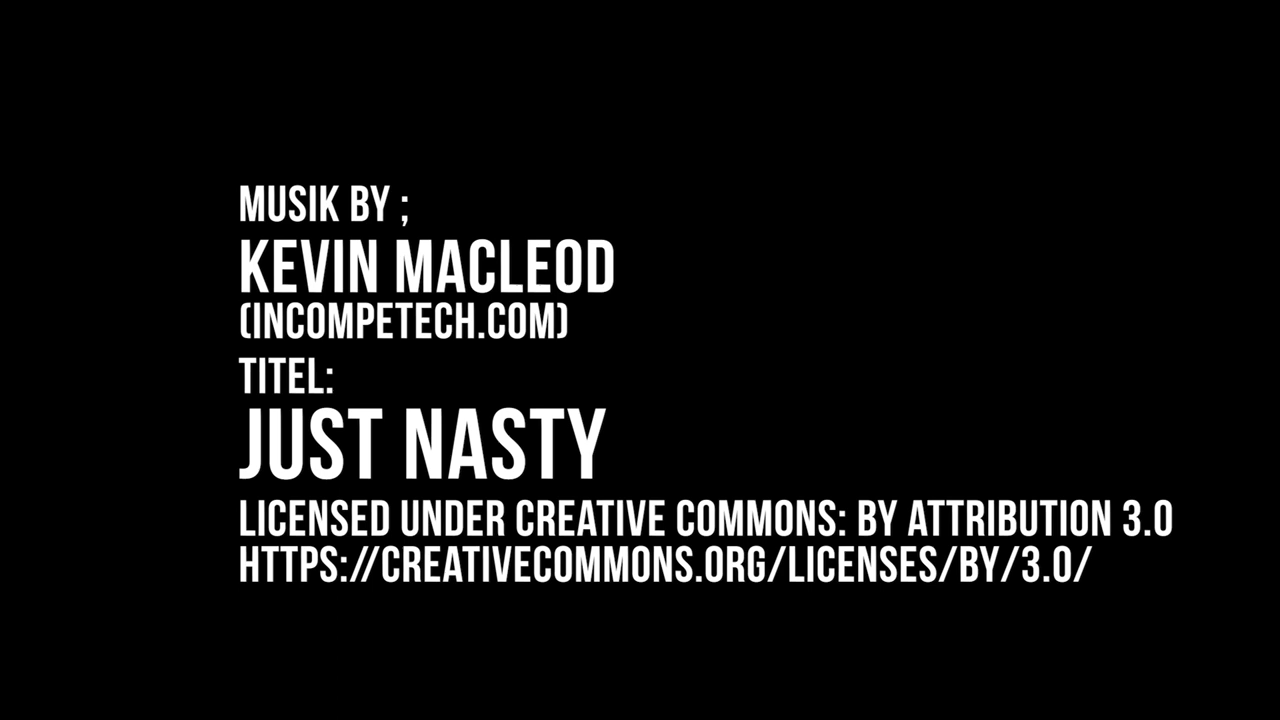 MUSIK BY ;
KEVIN MACLEOD
(INCOMPETECH.COM)
TITEL:
JUST NASTY
LICENSED UNDER CREATIVE COMMONS: BY ATTRIBUTION 3.0
HTTPS://CREATIVECOMMONS.ORG/LICENSES/BY/3.0/